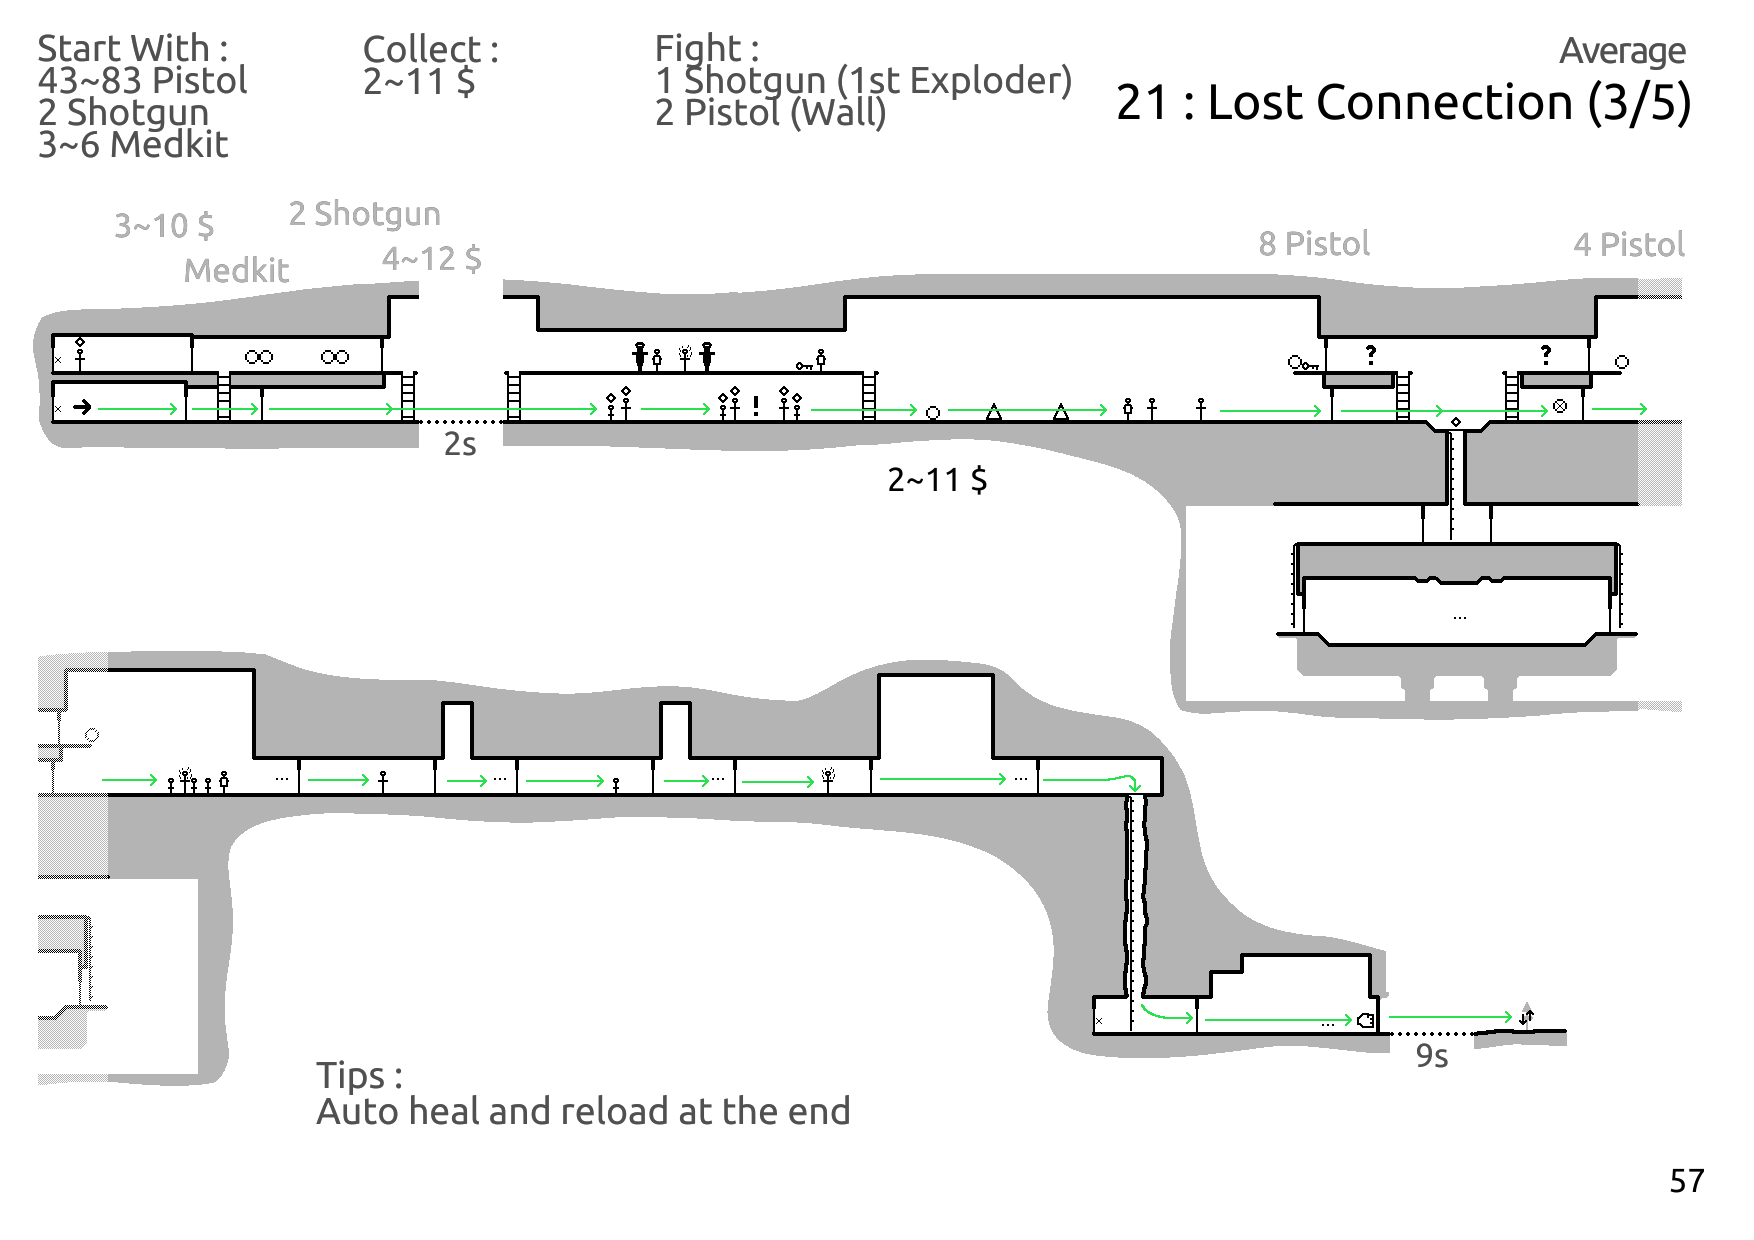 Start With :
43~83 Pistol
2 Shotgun
3~6 Medkit
Collect :
2~11 $
Fight :
1 Shotgun (1st Exploder)
2 Pistol (Wall)
Average
21 : Lost Connection (3/5)
3~10 $
Medkit
2 Shotgun
4~12 $
8 Pistol
4 Pistol
?
?
!
2s
2~11 $
...
...
...
...
...
...
9s
Tips :
Auto heal and reload at the end
57